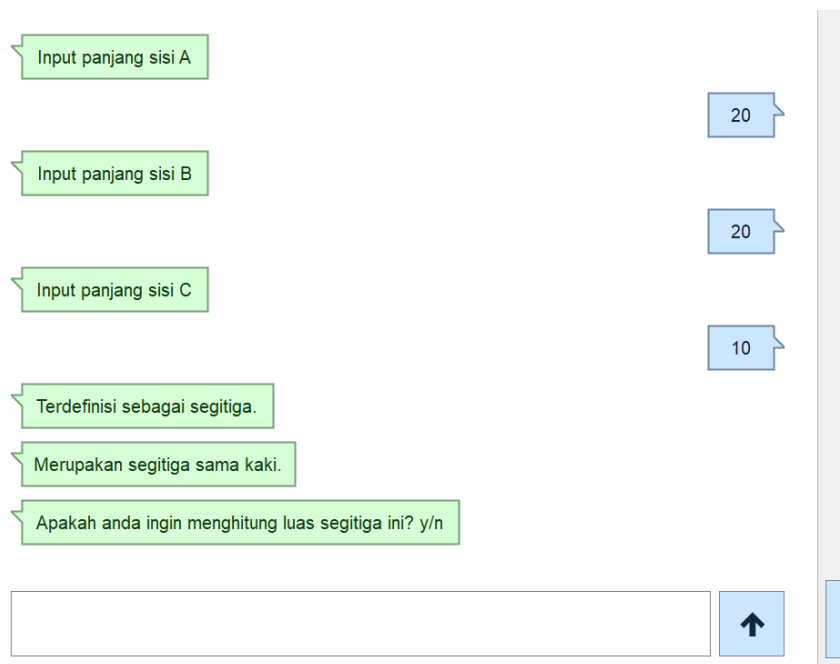 Input panjang sisi A
20
Input panjang sisi B
20
Input panjang sisi C
10
Terdefinisi sebagai segitiga.
Merupakan segitiga sama kaki.
Apakah anda ingin menghitung luas segitiga ini? y/n